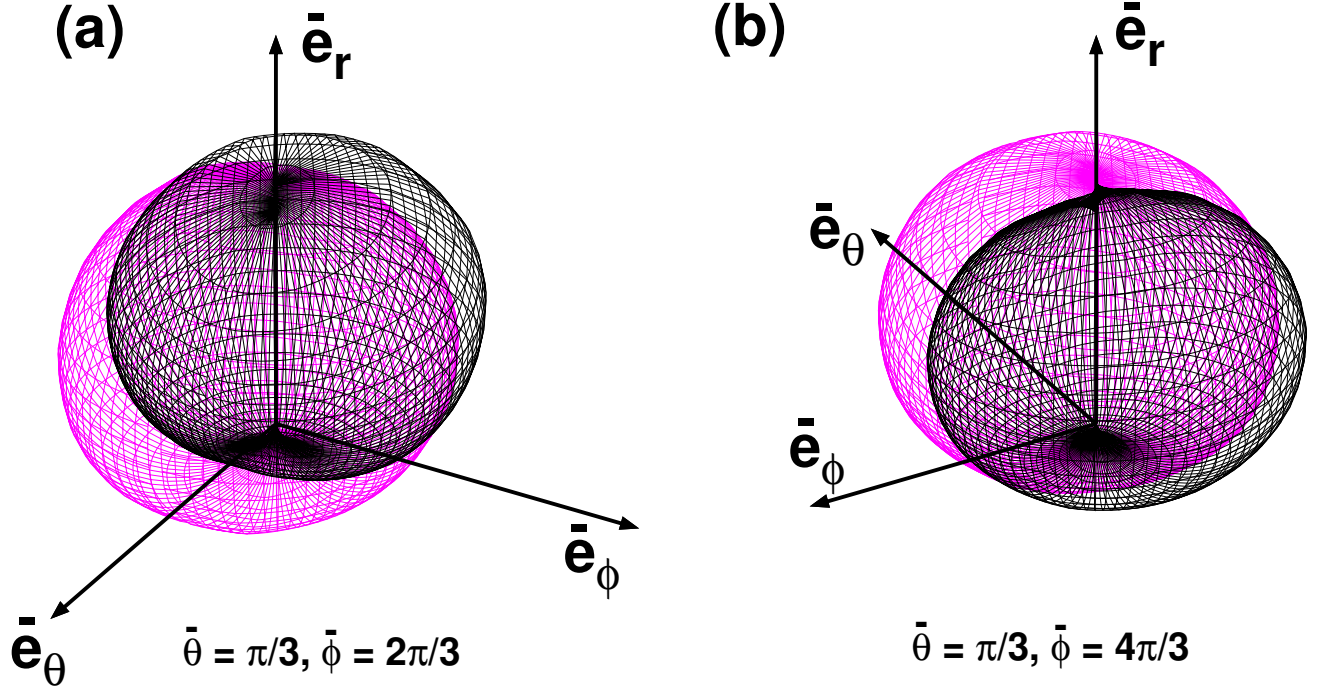 (a)
ē_r
ē_θ
ē_ϕ
θ̄ = π/3, ϕ̄ = 2π/3
(b)
ē_r
ē_θ
ē_ϕ
θ̄ = π/3, ϕ̄ = 4π/3